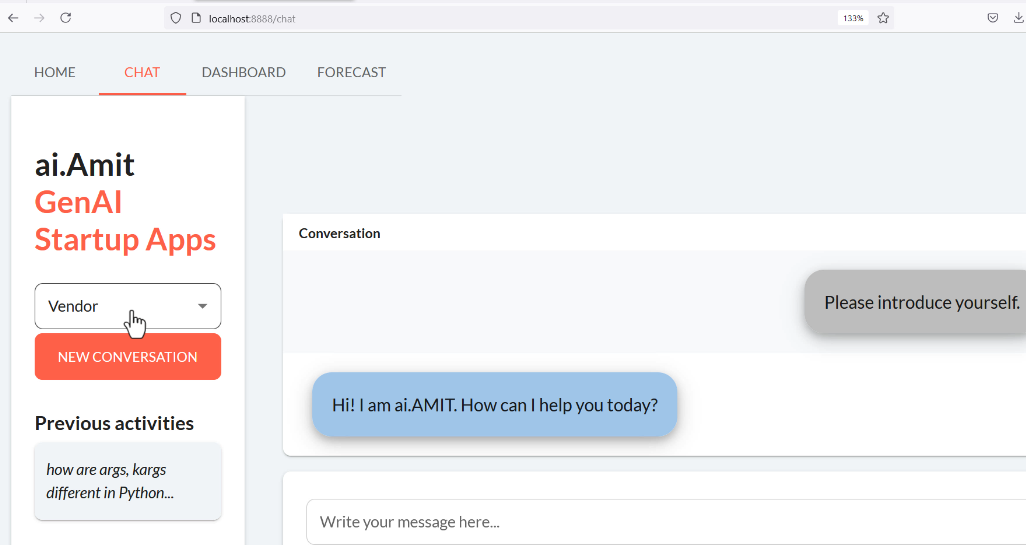 localhost:8888/chat
133%
HOME
CHAT
DASHBOARD
FORECAST
ai.Amit
GenAI
Startup Apps
Vendor
NEW CONVERSATION
Previous activities
how are args, kargs
different in Python...
Conversation
Please introduce yourself.
Hi! I am ai.AMIT. How can I help you today?
Write your message here...